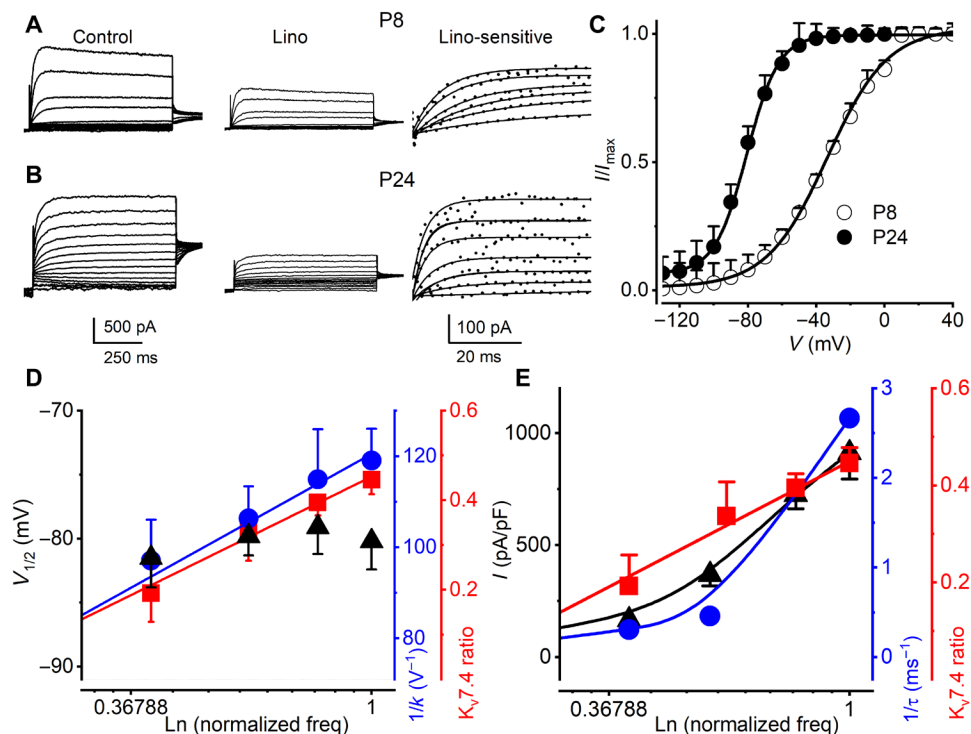 A
Control
Lino
P8
Lino-sensitive
B
P24
500 pA
250 ms
100 pA
20 ms
C
1.0
0.5
0.0
I/Imax
P8
P24
−120
−80
−40
0
40
V (mV)
D
−70
−80
−90
V1/2 (mV)
120
100
80
1/k (V−1)
0.6
0.4
0.2
KV7.4 ratio
0.36788
1
Ln (normalized freq)
E
1000
500
0
I (pA/pF)
3
2
1
0
1/τ (ms−1)
0.6
0.4
0.2
KV7.4 ratio
0.36788
1
Ln (normalized freq)